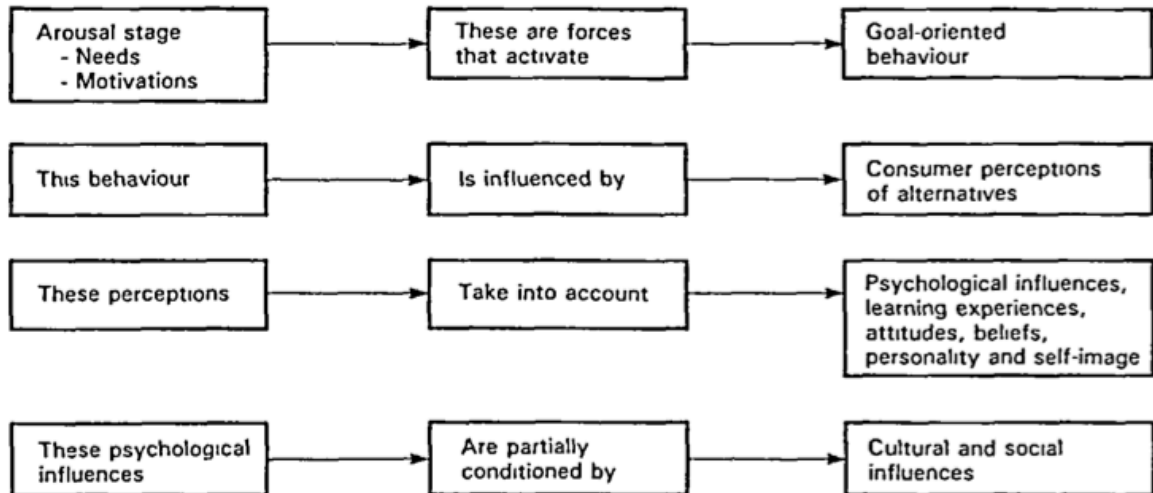 Arousal stage
- Needs
- Motivations
These are forces
that activate
Goal-oriented
behaviour
This behaviour
Is influenced by
Consumer perceptions
of alternatives
These perceptions
Take into account
Psychological influences,
learning experiences,
attitudes, beliefs,
personality and self-image
These psychological
influences
Are partially
conditioned by
Cultural and social
influences